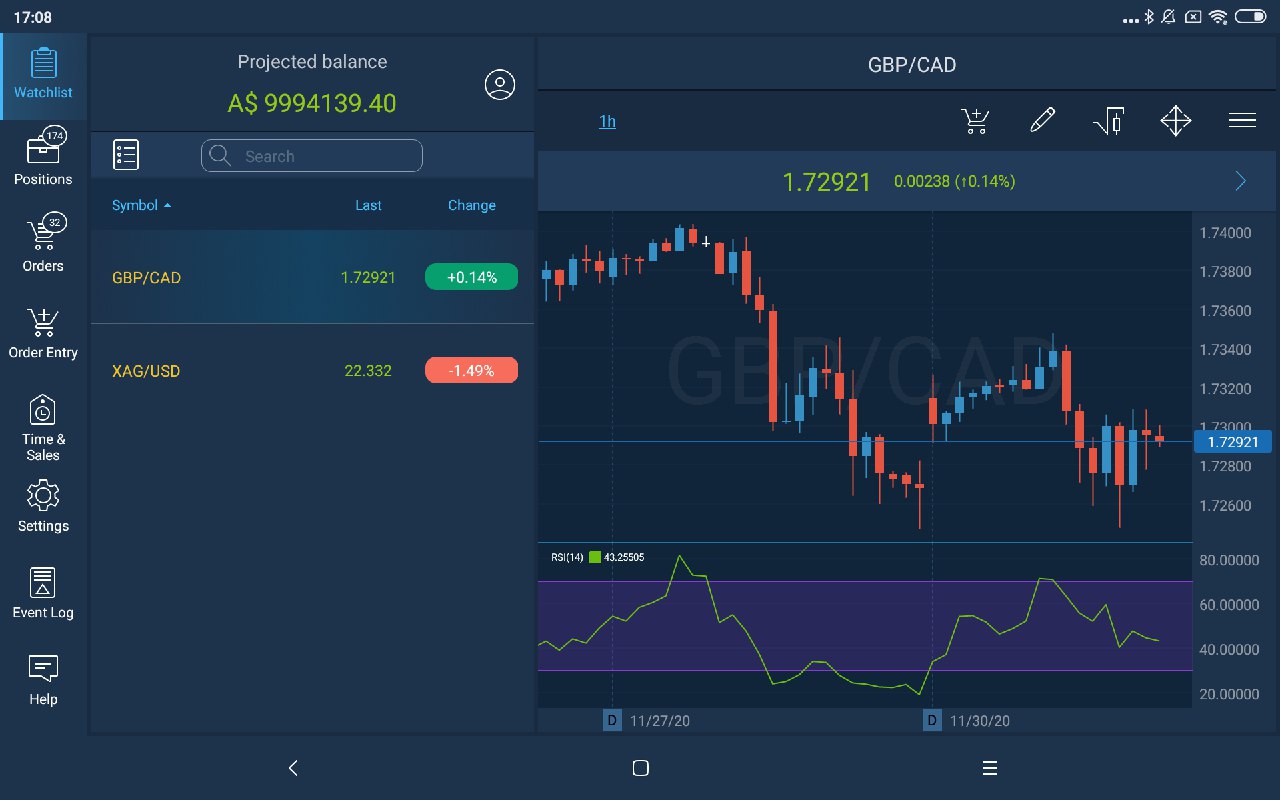 17:08
Watchlist
174
Positions
32
Orders
Order Entry
Time &
Sales
Settings
Event Log
Help
Projected balance
A$ 9994139.40
Search
Symbol Last Change
GBP/CAD 1.72921 +0.14%
XAG/USD 22.332 -1.49%
GBP/CAD
1h
1.72921 0.00238 (↑0.14%)
GBP/CAD
1.74000
1.73800
1.73600
1.73400
1.73200
1.73000
1.72921
1.72800
1.72600
RSI(14) 43.25505
80.00000
60.00000
40.00000
20.00000
D 11/27/20 D 11/30/20